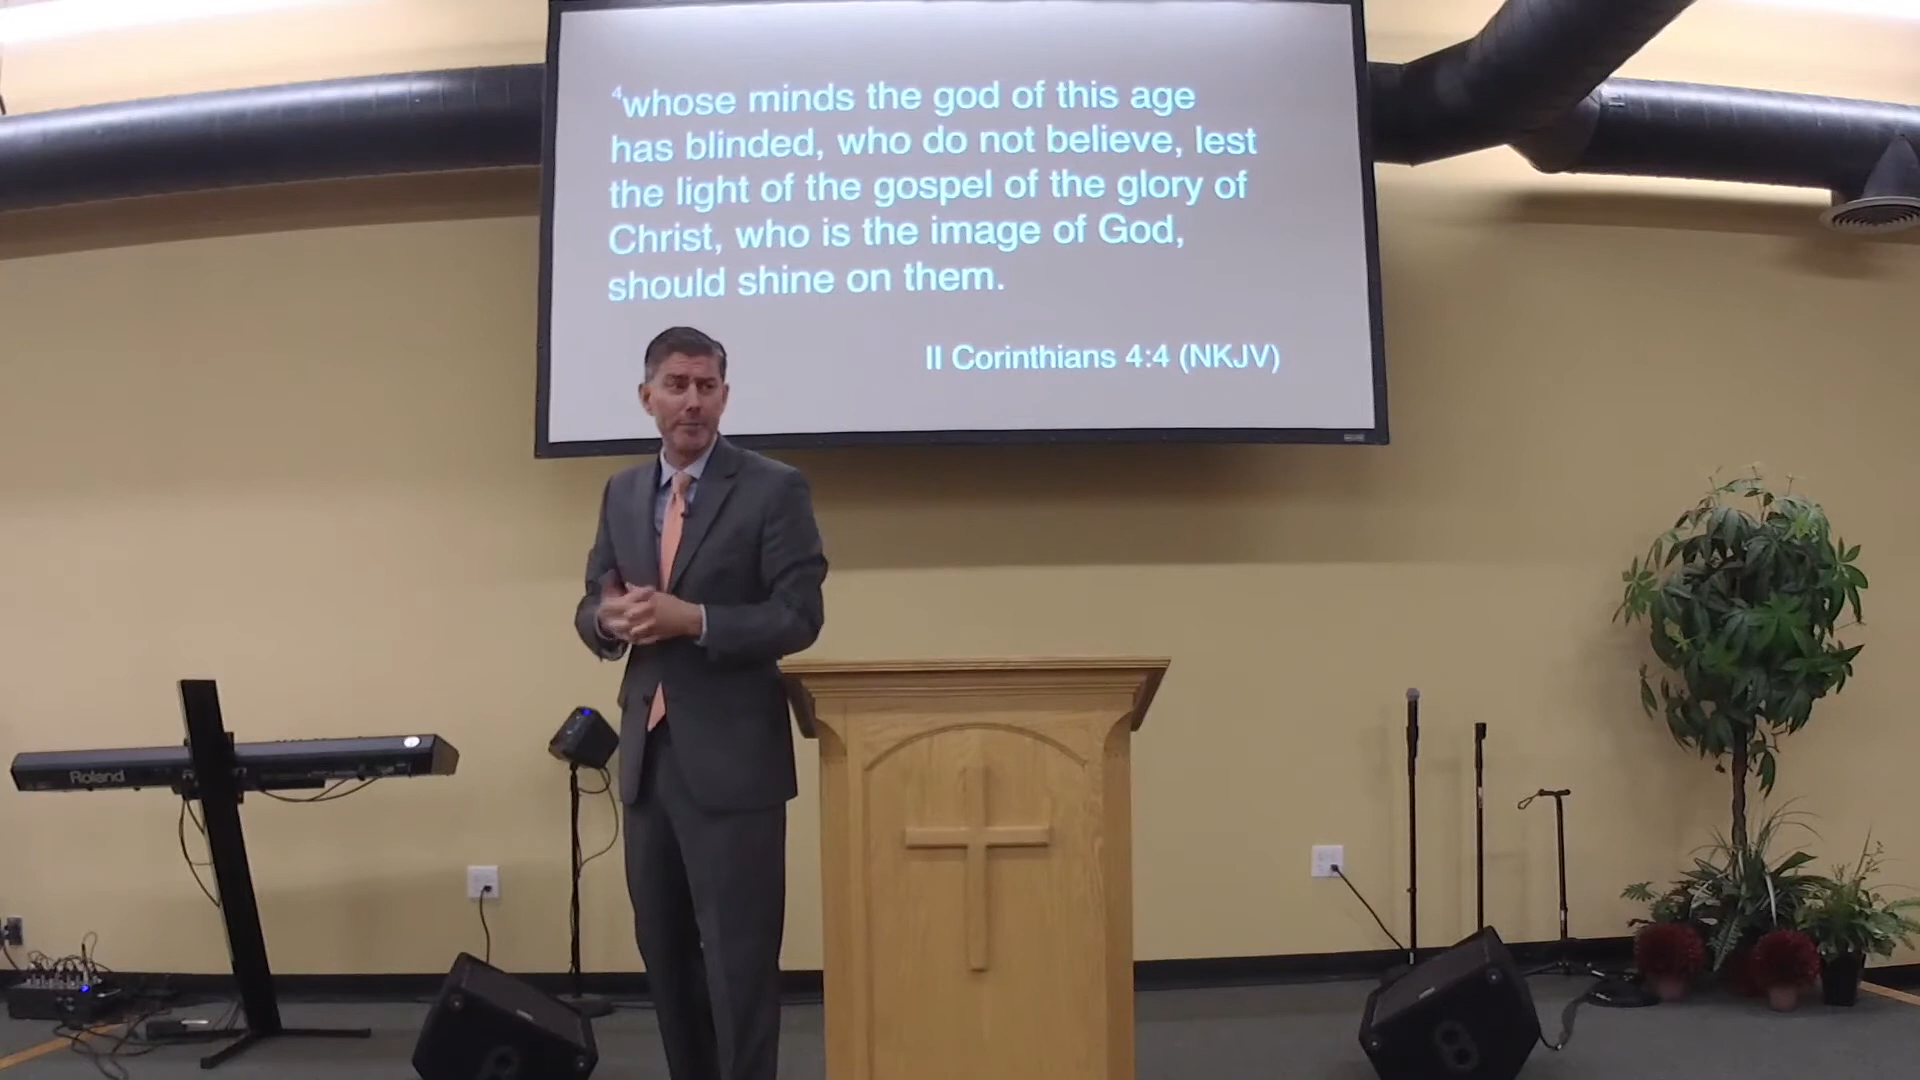 ⁴whose minds the god of this age
has blinded, who do not believe, lest
the light of the gospel of the glory of
Christ, who is the image of God,
should shine on them.
II Corinthians 4:4 (NKJV)
Roland